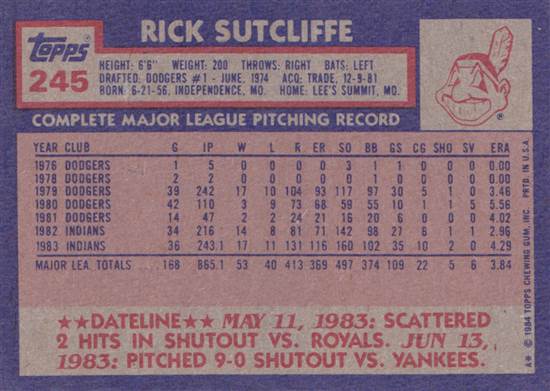 RICK SUTCLIFFE
Topps
245
HEIGHT: 6'6" WEIGHT: 200 THROWS: RIGHT BATS: LEFT
DRAFTED: DODGERS #1 - JUNE, 1974 ACQ: TRADE, 12-9-81
BORN: 6-21-56, INDEPENDENCE, MO. HOME: LEE'S SUMMIT, MO.
COMPLETE MAJOR LEAGUE PITCHING RECORD
YEAR CLUB G IP W L R ER SO BB GS CG SHO SV ERA
1976 DODGERS 1 5 0 0 0 0 3 1 1 0 0 0 0.00
1978 DODGERS 2 2 0 0 0 0 0 1 0 0 0 0 0.00
1979 DODGERS 39 242 17 10 104 93 117 97 30 5 1 0 3.46
1980 DODGERS 42 110 3 9 73 68 59 55 10 1 1 5 5.56
1981 DODGERS 14 47 2 2 24 21 16 20 6 0 0 0 4.02
1982 INDIANS 34 216 14 8 81 71 142 98 27 6 1 1 2.96
1983 INDIANS 36 243.1 17 11 131 116 160 102 35 10 2 0 4.29
MAJOR LEA. TOTALS 168 865.1 53 40 413 369 497 374 109 22 5 6 3.84
★★DATELINE★★ MAY 11, 1983: SCATTERED
2 HITS IN SHUTOUT VS. ROYALS. JUN 13,
1983: PITCHED 9-0 SHUTOUT VS. YANKEES.
A* © 1984 TOPPS CHEWING GUM, INC. PRTD. IN U.S.A.